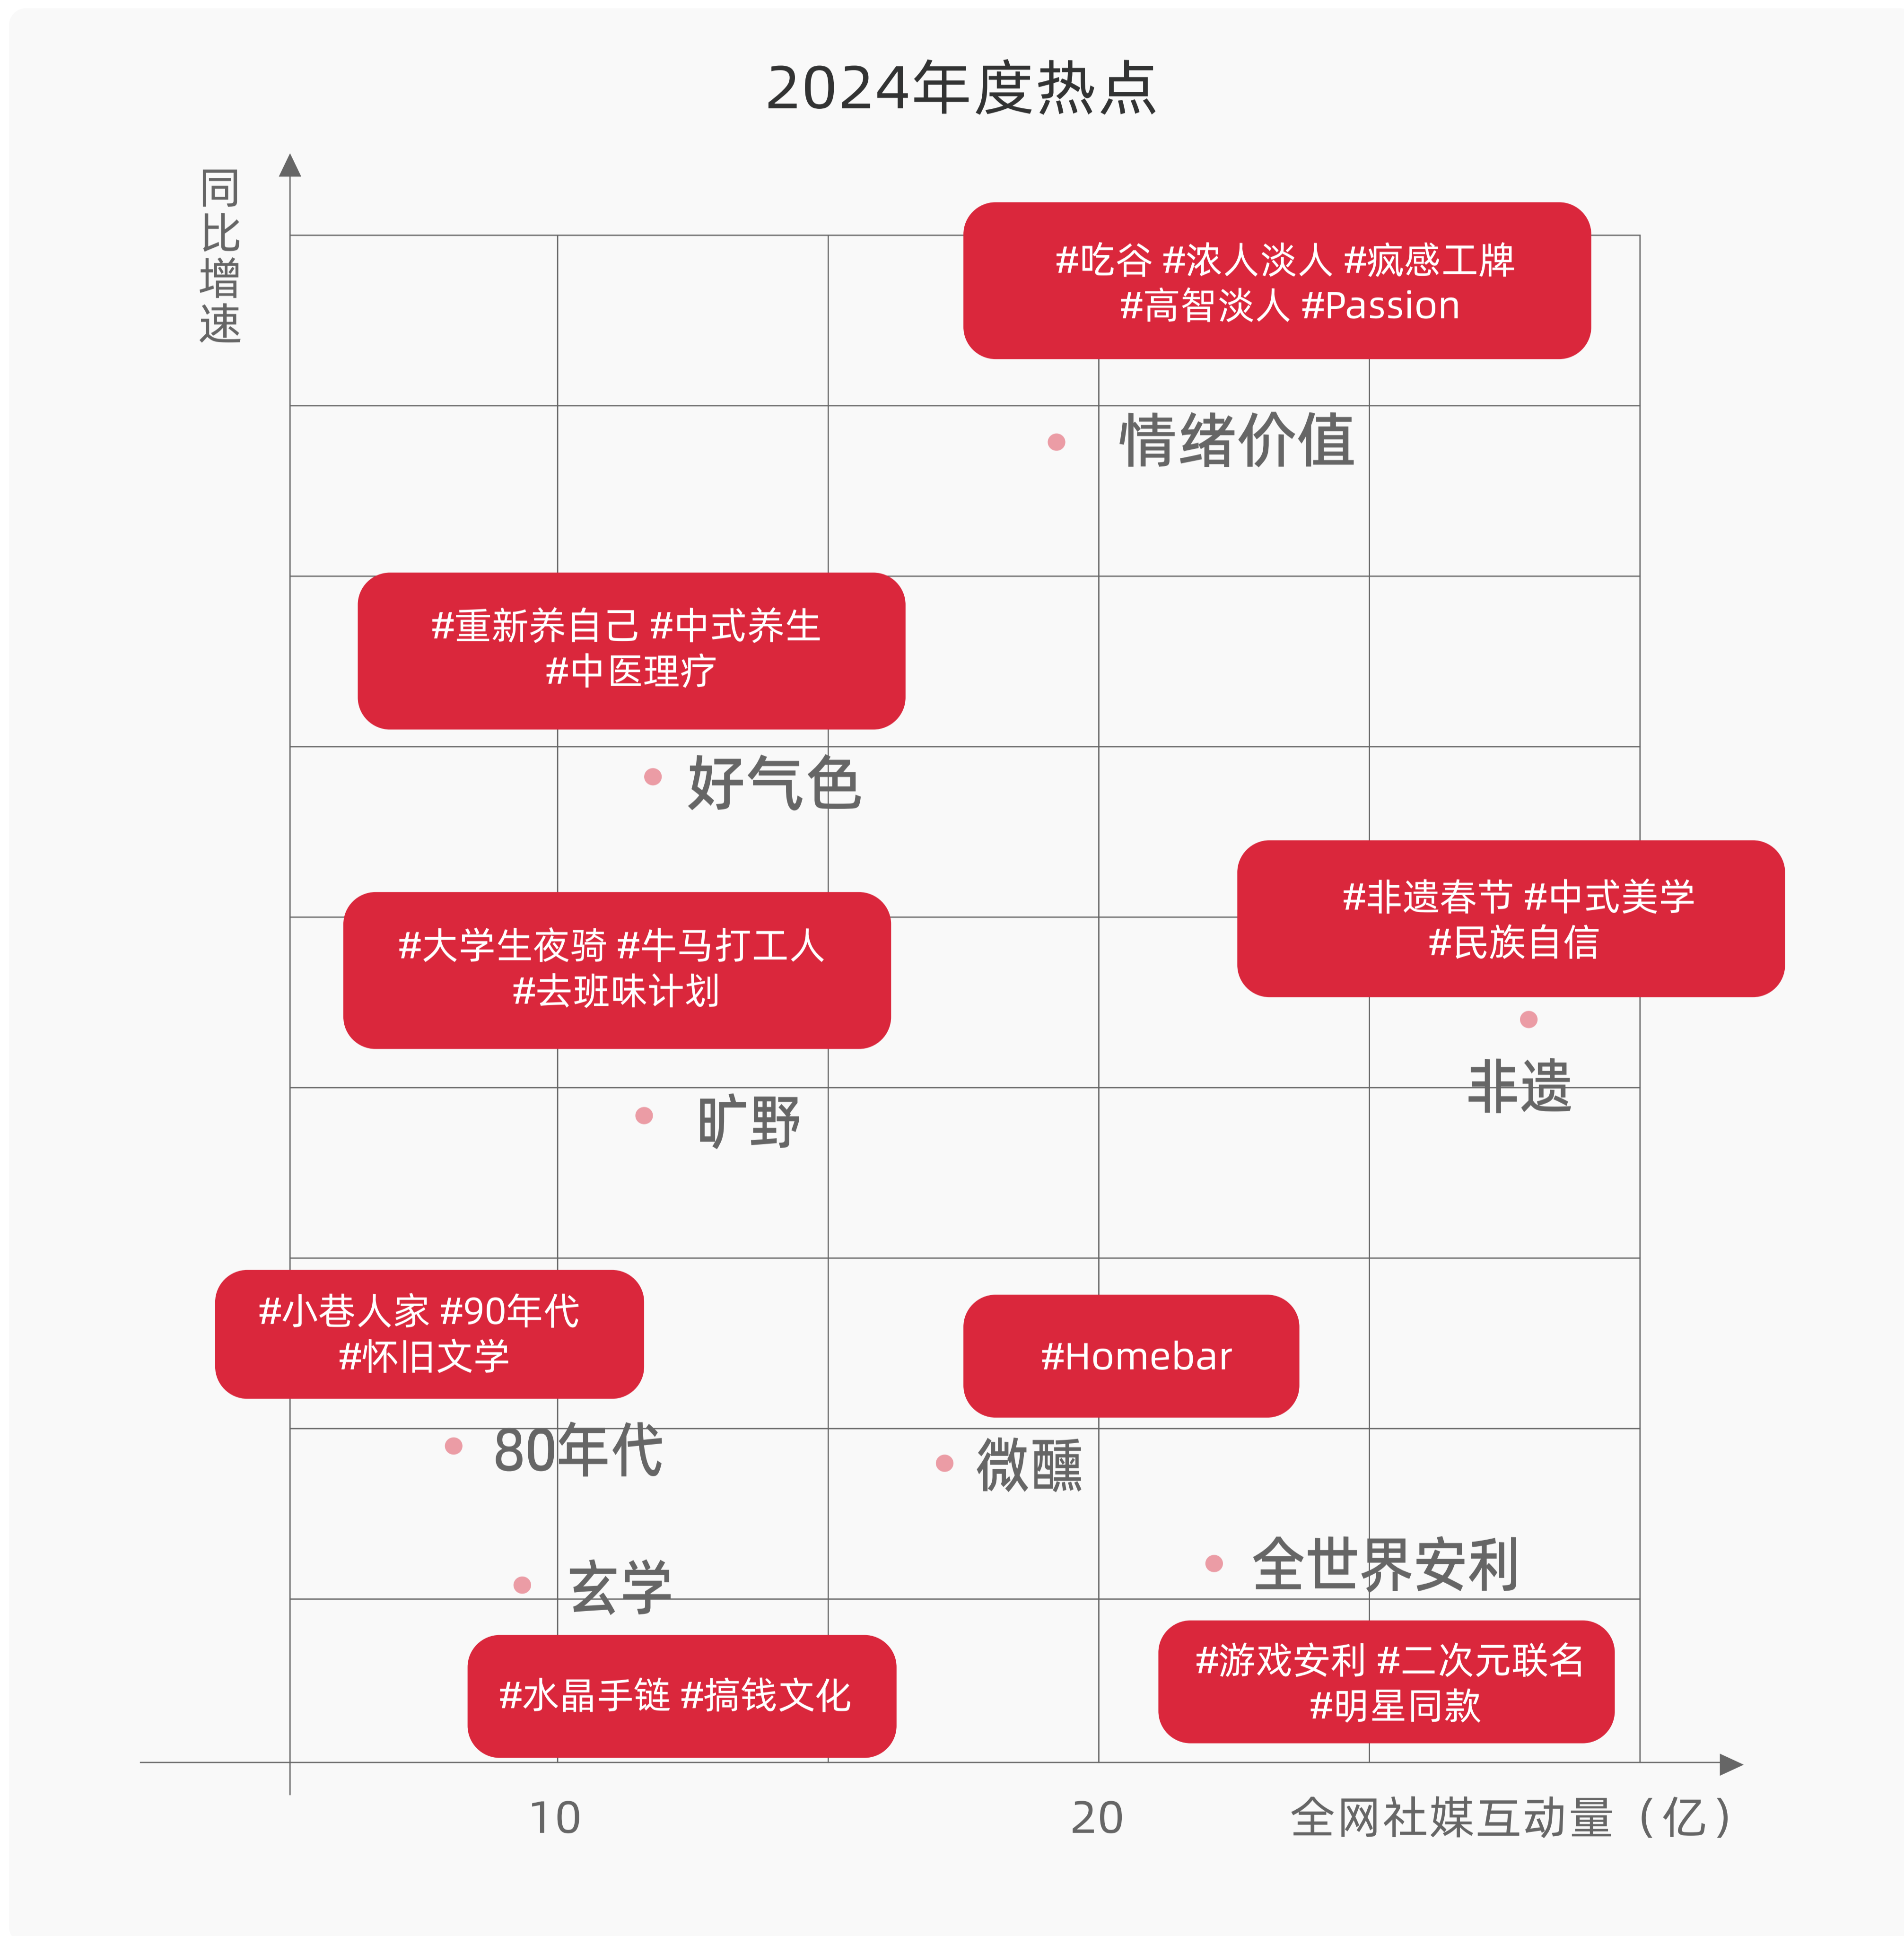 2024年度热点
同比增速
#吃谷 #浓人淡人 #疯感工牌
#高智淡人 #Passion
情绪价值
#重新养自己 #中式养生
#中医理疗
好气色
#非遗春节 #中式美学
#民族自信
非遗
#大学生夜骑 #牛马打工人
#去班味计划
旷野
#小巷人家 #90年代
#怀旧文学
80年代
#Homebar
微醺
全世界安利
玄学
#水晶手链 #搞钱文化
#游戏安利 #二次元联名
#明星同款
10
20
全网社媒互动量（亿）